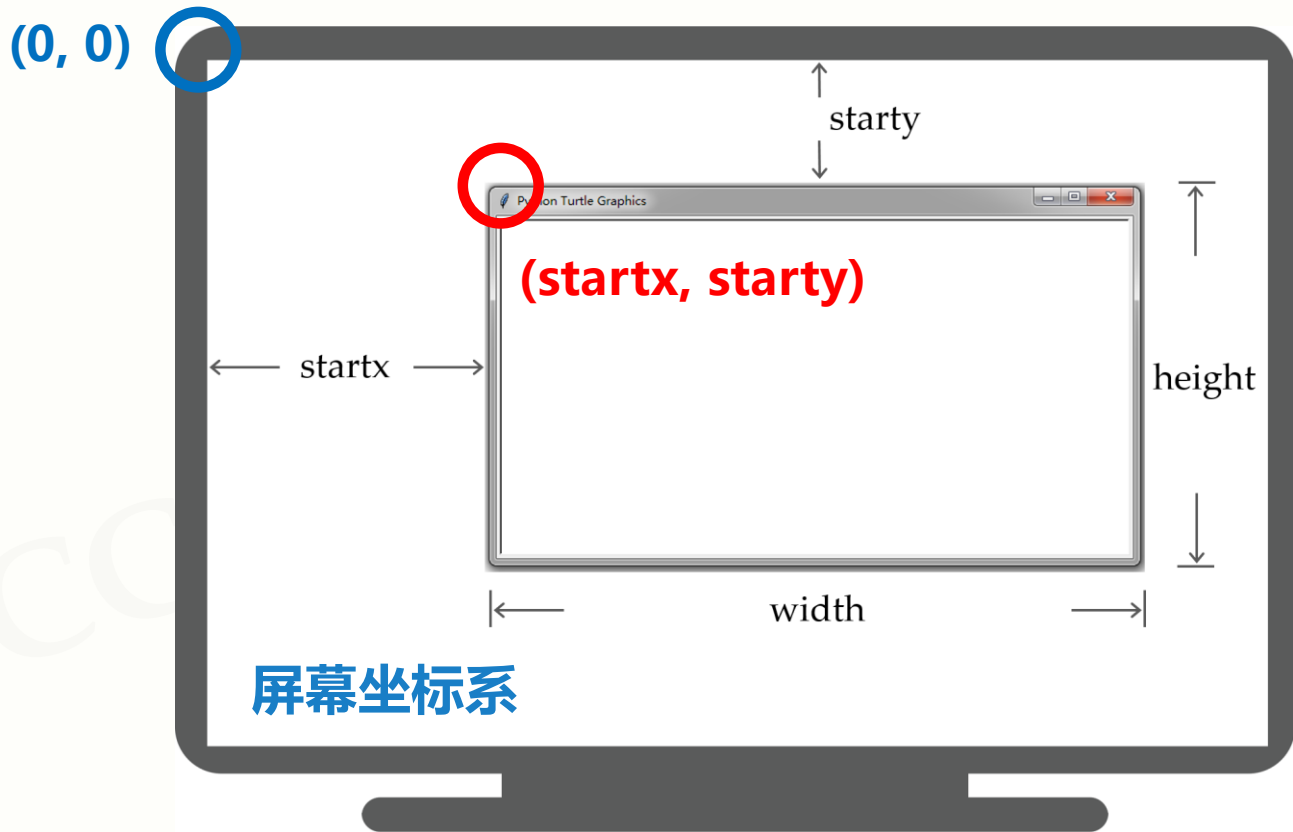 (0, 0)
starty
Python Turtle Graphics
(startx, starty)
startx
height
width
屏幕坐标系